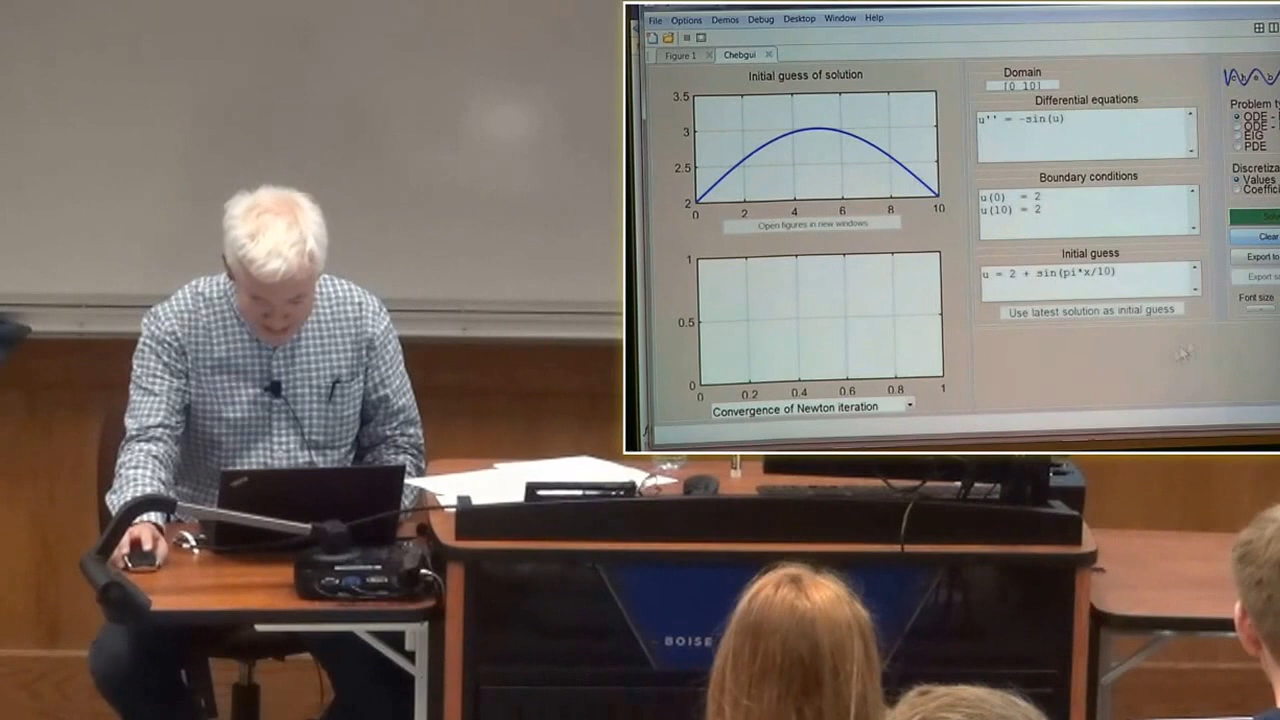 File Options Demos Debug Desktop Window Help
Figure 1 Chebgui
Initial guess of solution
3.5
3
2.5
2
0 2 4 6 8 10
Open figures in new windows
1
0.5
0
0 0.2 0.4 0.6 0.8 1
Convergence of Newton iteration
Domain
[0 10]
Differential equations
u'' = -sin(u)
Boundary conditions
u(0) = 2
u(10) = 2
Initial guess
u = 2 + sin(pi*x/10)
Use latest solution as initial guess
Problem
ODE -
ODE -
EIG
PDE
Values
Clear
Export to
Export
Font size
BOISE